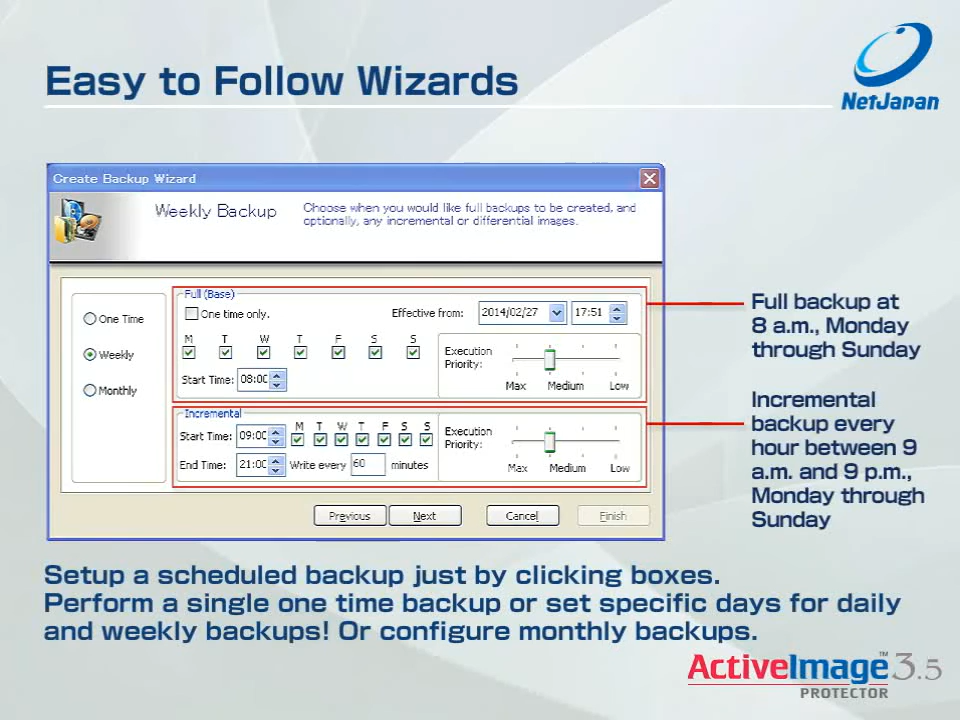 Easy to Follow Wizards
NetJapan
Create Backup Wizard
Weekly Backup
Choose when you would like full backups to be created, and
optionally, any incremental or differential images.
One Time
Weekly
Monthly
Full (Base)
One time only.
Effective from: 2014/02/27 17:51
M T W T F S S
Start Time: 08:00
Execution
Priority:
Max Medium Low
Incremental
Start Time: 09:00
M T W T F S S
End Time: 21:00 Write every 60 minutes
Execution
Priority:
Max Medium Low
Previous Next Cancel Finish
Full backup at
8 a.m., Monday
through Sunday
Incremental
backup every
hour between 9
a.m. and 9 p.m.,
Monday through
Sunday
Setup a scheduled backup just by clicking boxes.
Perform a single one time backup or set specific days for daily
and weekly backups! Or configure monthly backups.
ActiveImage™ 3.5
PROTECTOR